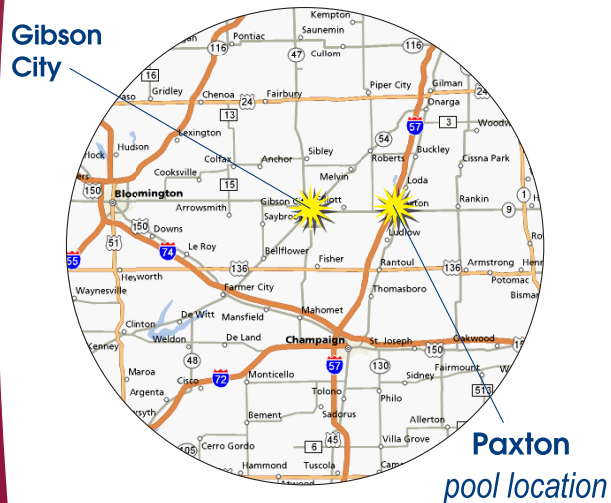 Gibson
City
Kempton
Saunemin
Pontiac
116
47
Cullom
116
16
Gridley
Chenoa
24
Fairbury
Piper City
Gilman
24
Onarga
13
57
3
Lexington
54
Hudson
Colfax
Anchor
Sibley
Roberts
Buckley
Cissna Park
Cooksville
Melvin
Loda
150
Bloomington
15
Arrowsmith
Saybrook
Rankin
9
1
150
Downs
51
Ludlow
Le Roy
74
Bellflower
55
136
Fisher
Rantoul
136
Armstrong
Heyworth
Potomac
Waynesville
Farmer City
Thomasboro
De Witt
Mansfield
Mahomet
Clinton
Weldon
De Land
Champaign
St. Joseph
150
Oakwood
48
57
130
Fairmount
Maroa
Cisco
72
Monticello
Sidney
Argenta
Tolono
Philo
Bement
Sadorus
Allerton
Cerro Gordo
6
45
Villa Grove
Hammond
Tuscola
Paxton
pool location